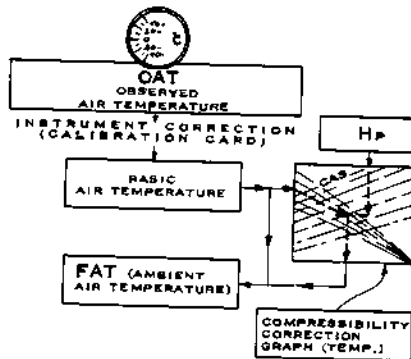 OAT
OBSERVED
AIR TEMPERATURE
INSTRUMENT CORRECTION
(CALIBRATION CARD)
HP
BASIC
AIR TEMPERATURE
CAS
FAT (AMBIENT
AIR TEMPERATURE)
COMPRESSIBILITY
CORRECTION
GRAPH (TEMP.)